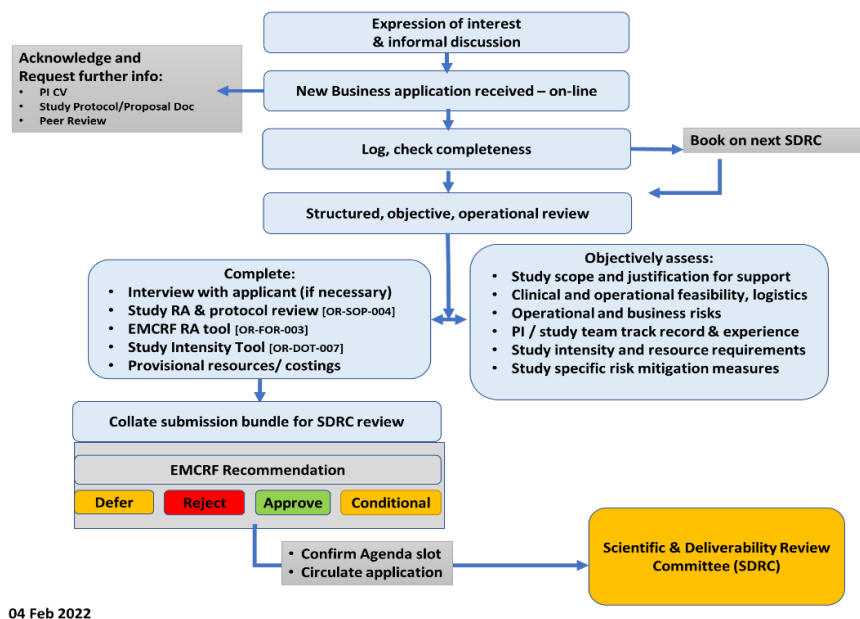 Expression of interest
& informal discussion
Acknowledge and
Request further info:
• PI CV
• Study Protocol/Proposal Doc
• Peer Review
New Business application received – on-line
Log, check completeness
Book on next SDRC
Structured, objective, operational review
Complete:
• Interview with applicant (if necessary)
• Study RA & protocol review [OR-SOP-004]
• EMCRF RA tool [OR-FOR-003]
• Study Intensity Tool [OR-DOT-007]
• Provisional resources/ costings
Objectively assess:
• Study scope and justification for support
• Clinical and operational feasibility, logistics
• Operational and business risks
• PI / study team track record & experience
• Study intensity and resource requirements
• Study specific risk mitigation measures
Collate submission bundle for SDRC review
EMCRF Recommendation
Defer
Reject
Approve
Conditional
• Confirm Agenda slot
• Circulate application
Scientific & Deliverability Review
Committee (SDRC)
04 Feb 2022